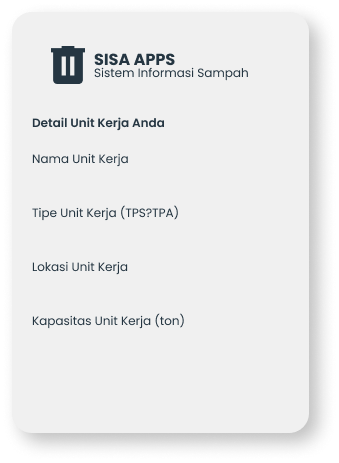 SISA APPS
Sistem Informasi Sampah
Detail Unit Kerja Anda
Nama Unit Kerja
Tipe Unit Kerja (TPS?TPA)
Lokasi Unit Kerja
Kapasitas Unit Kerja (ton)